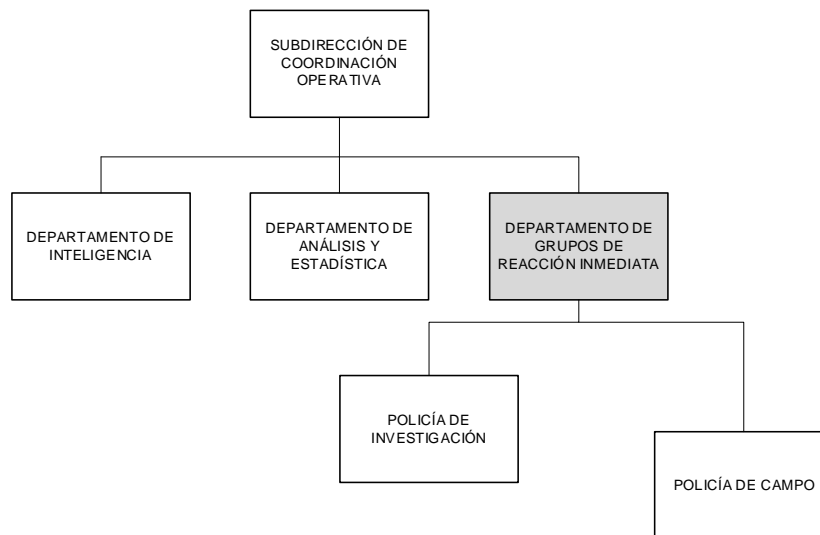 SUBDIRECCIÓN DE
COORDINACIÓN
OPERATIVA
DEPARTAMENTO DE
INTELIGENCIA
DEPARTAMENTO DE
ANÁLISIS Y
ESTADÍSTICA
DEPARTAMENTO DE
GRUPOS DE
REACCIÓN INMEDIATA
POLICÍA DE
INVESTIGACIÓN
POLICÍA DE CAMPO